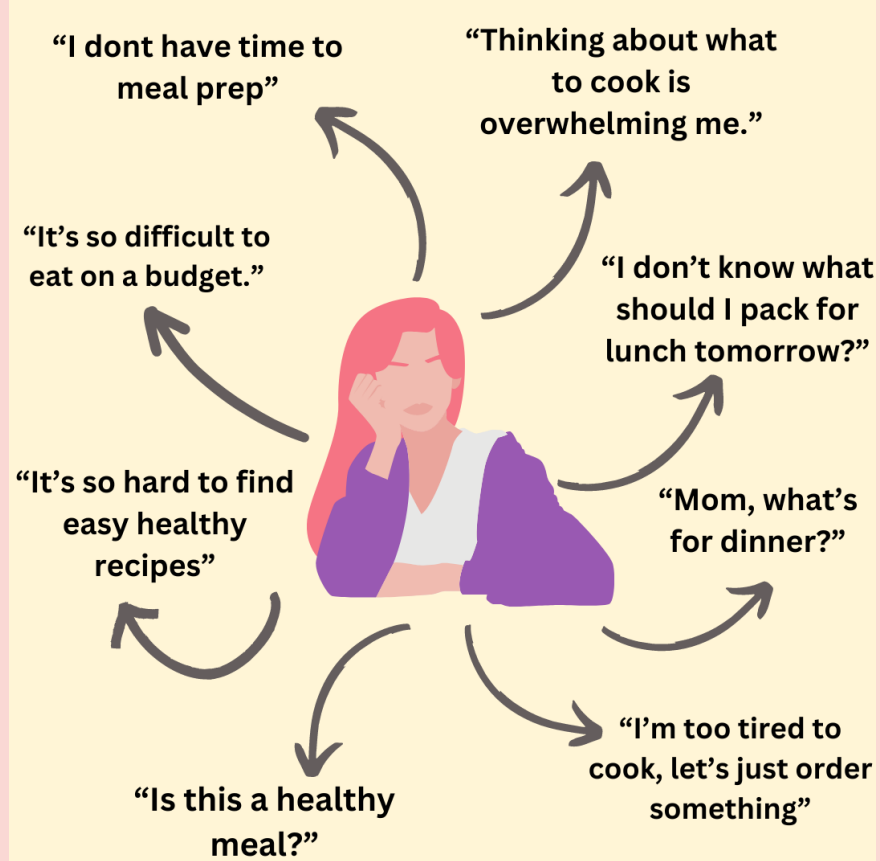 “I dont have time to
meal prep”
“Thinking about what
to cook is
overwhelming me.”
“It’s so difficult to
eat on a budget.”
“I don’t know what
should I pack for
lunch tomorrow?”
“It’s so hard to find
easy healthy
recipes”
“Mom, what’s
for dinner?”
“I’m too tired to
cook, let’s just order
something”
“Is this a healthy
meal?”